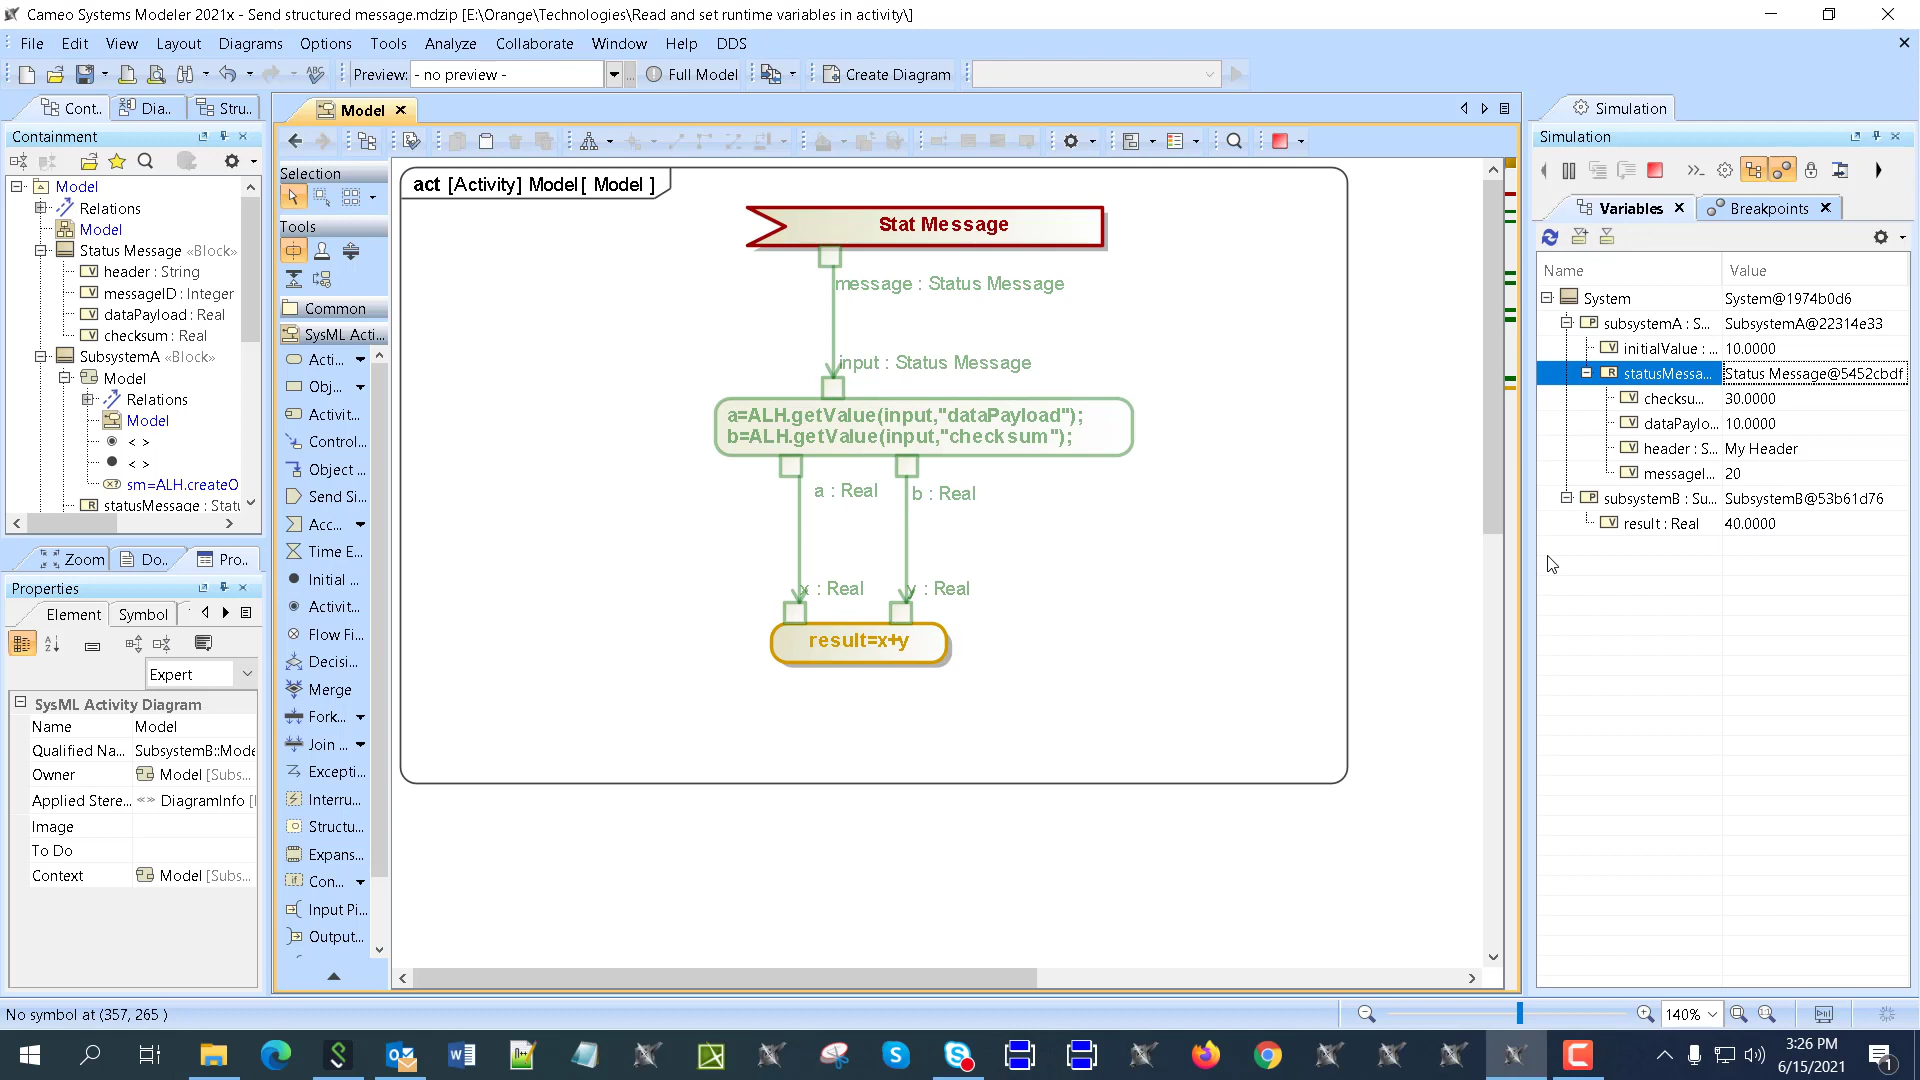 Cameo Systems Modeler 2021x - Send structured message.mdzip [E:\Orange\Technologies\Read and set runtime variables in activity\]
File Edit View Layout Diagrams Options Tools Analyze Collaborate Window Help DDS
Preview: - no preview - ... Full Model Create Diagram
Cont.. Dia.. Stru..
Containment
Model
Relations
Model
Status Message «Block»
header : String
messageID : Integer
dataPayload : Real
checksum : Real
SubsystemA «Block»
Model
Relations
Model
< >
< >
sm=ALH.createO
statusMessage : Statu
Zoom Do.. Pro..
Properties
Element Symbol
Expert
SysML Activity Diagram
Name Model
Qualified Na... SubsystemB::Mode
Owner Model [Subs...
Applied Stere... «» DiagramInfo [
Image
To Do
Context Model [Subs...
Model
Selection
Tools
Common
SysML Acti...
Acti...
Obj...
Activit...
Control...
Object ...
Send Si...
Acc...
Time E...
Initial ...
Activit...
Flow Fi...
Decisi...
Merge
Fork...
Join ...
Excepti...
Interru...
Structu...
Expans...
Con...
Input Pi...
Output...
act [Activity] Model[ Model ]
Stat Message
message : Status Message
input : Status Message
a=ALH.getValue(input,"dataPayload");
b=ALH.getValue(input,"checksum");
a : Real
b : Real
x : Real
y : Real
result=x+y
Simulation
Simulation
Variables Breakpoints
Name Value
System System@1974b0d6
subsystemA : S... SubsystemA@22314e33
initialValue : ... 10.0000
statusMessa... Status Message@5452cbdf
checksu... 30.0000
dataPaylo... 10.0000
header : S... My Header
messageI... 20
subsystemB : Su... SubsystemB@53b61d76
result : Real 40.0000
No symbol at (357, 265 )
140%
3:26 PM
6/15/2021
1